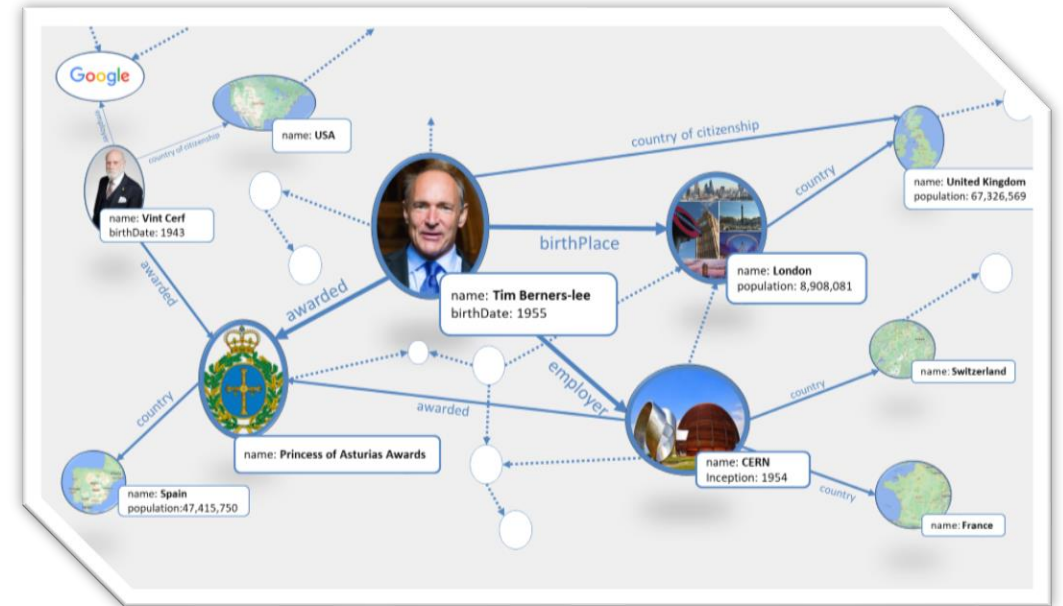 Google
employer
country of citizenship
name: USA
country of citizenship
country
name: United Kingdom
population: 67,326,569
name: Vint Cerf
birthDate: 1943
birthPlace
name: London
population: 8,908,081
awarded
awarded
name: Tim Berners-lee
birthDate: 1955
employer
name: Switzerland
country
awarded
country
name: Princess of Asturias Awards
name: CERN
Inception: 1954
country
name: Spain
population:47,415,750
name: France